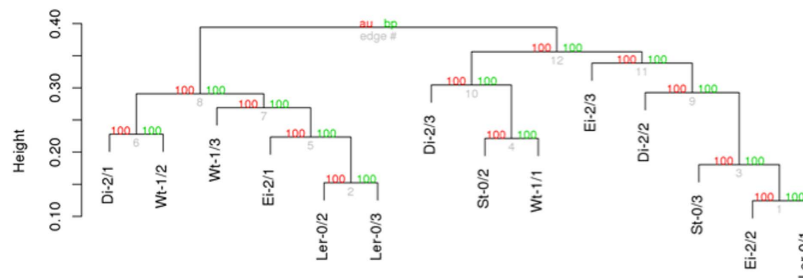 0.40
0.30
0.20
0.10
Height
au bp
edge #
100 100
12
100 100
11
100 100
10
100 100
9
100 100
8
100 100
7
100 100
6
100 100
5
100 100
4
100 100
3
100 100
2
100 100
1
Di-2/1
Wt-1/2
Wt-1/3
Ei-2/1
Ler-0/2
Ler-0/3
Di-2/3
St-0/2
Wt-1/1
Ei-2/3
Di-2/2
St-0/3
Ei-2/2